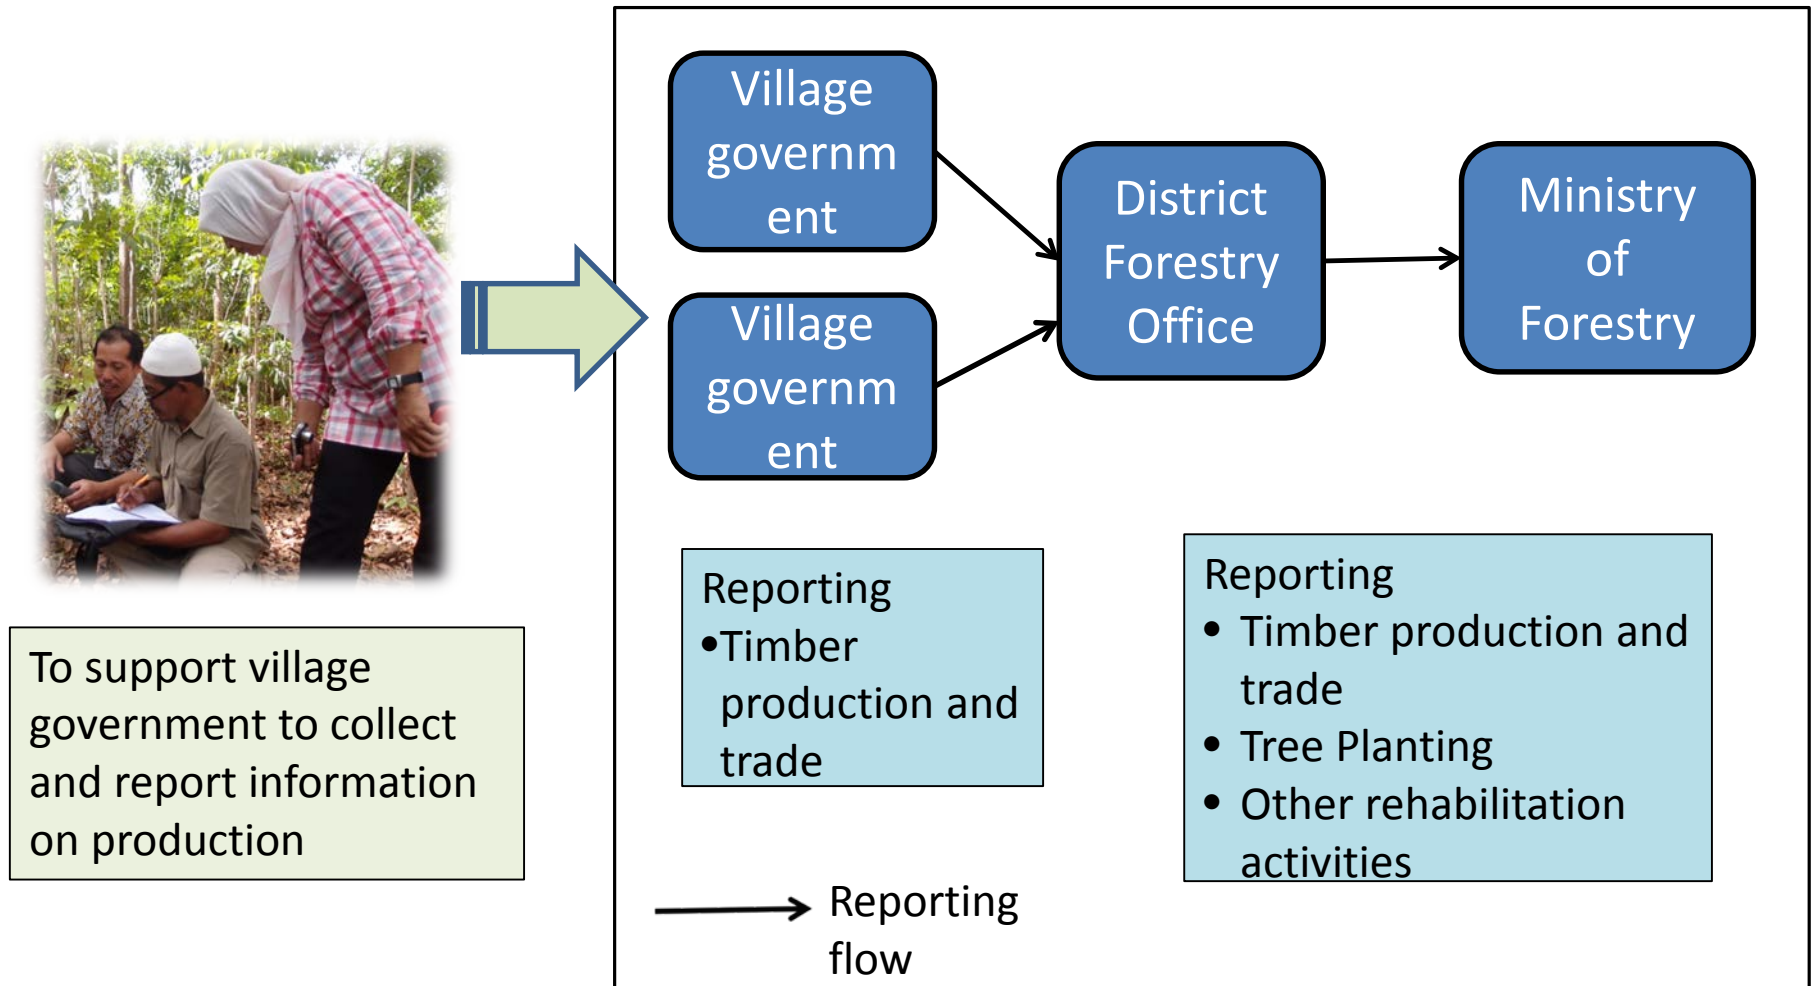 Village
governm
ent
Village
governm
ent
District
Forestry
Office
Ministry
of
Forestry
To support village
government to collect
and report information
on production
Reporting
•Timber
production and
trade
Reporting
• Timber production and
trade
• Tree Planting
• Other rehabilitation
activities
Reporting
flow